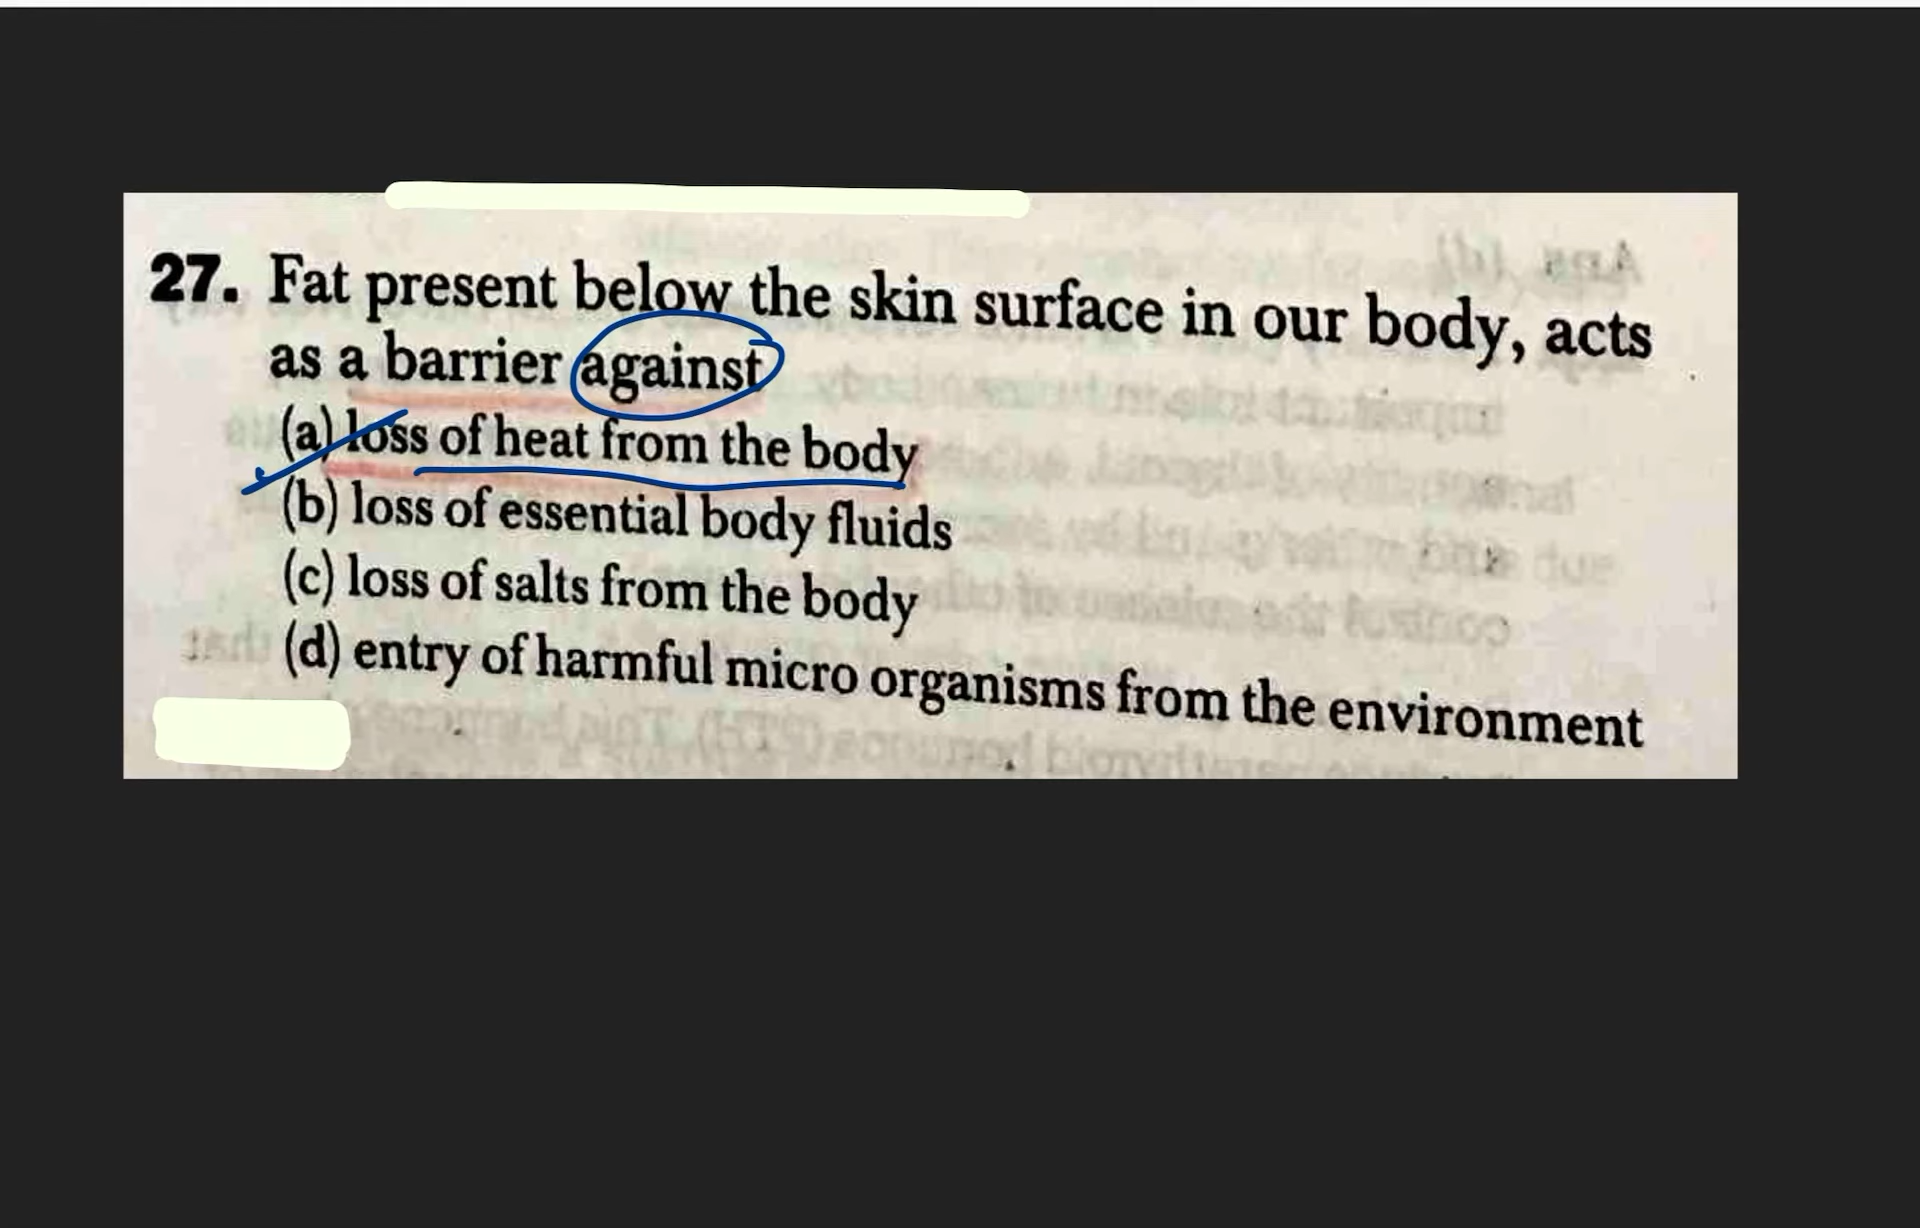 27. Fat present below the skin surface in our body, acts
as a barrier against
(a) loss of heat from the body
(b) loss of essential body fluids
(c) loss of salts from the body
(d) entry of harmful micro organisms from the environment